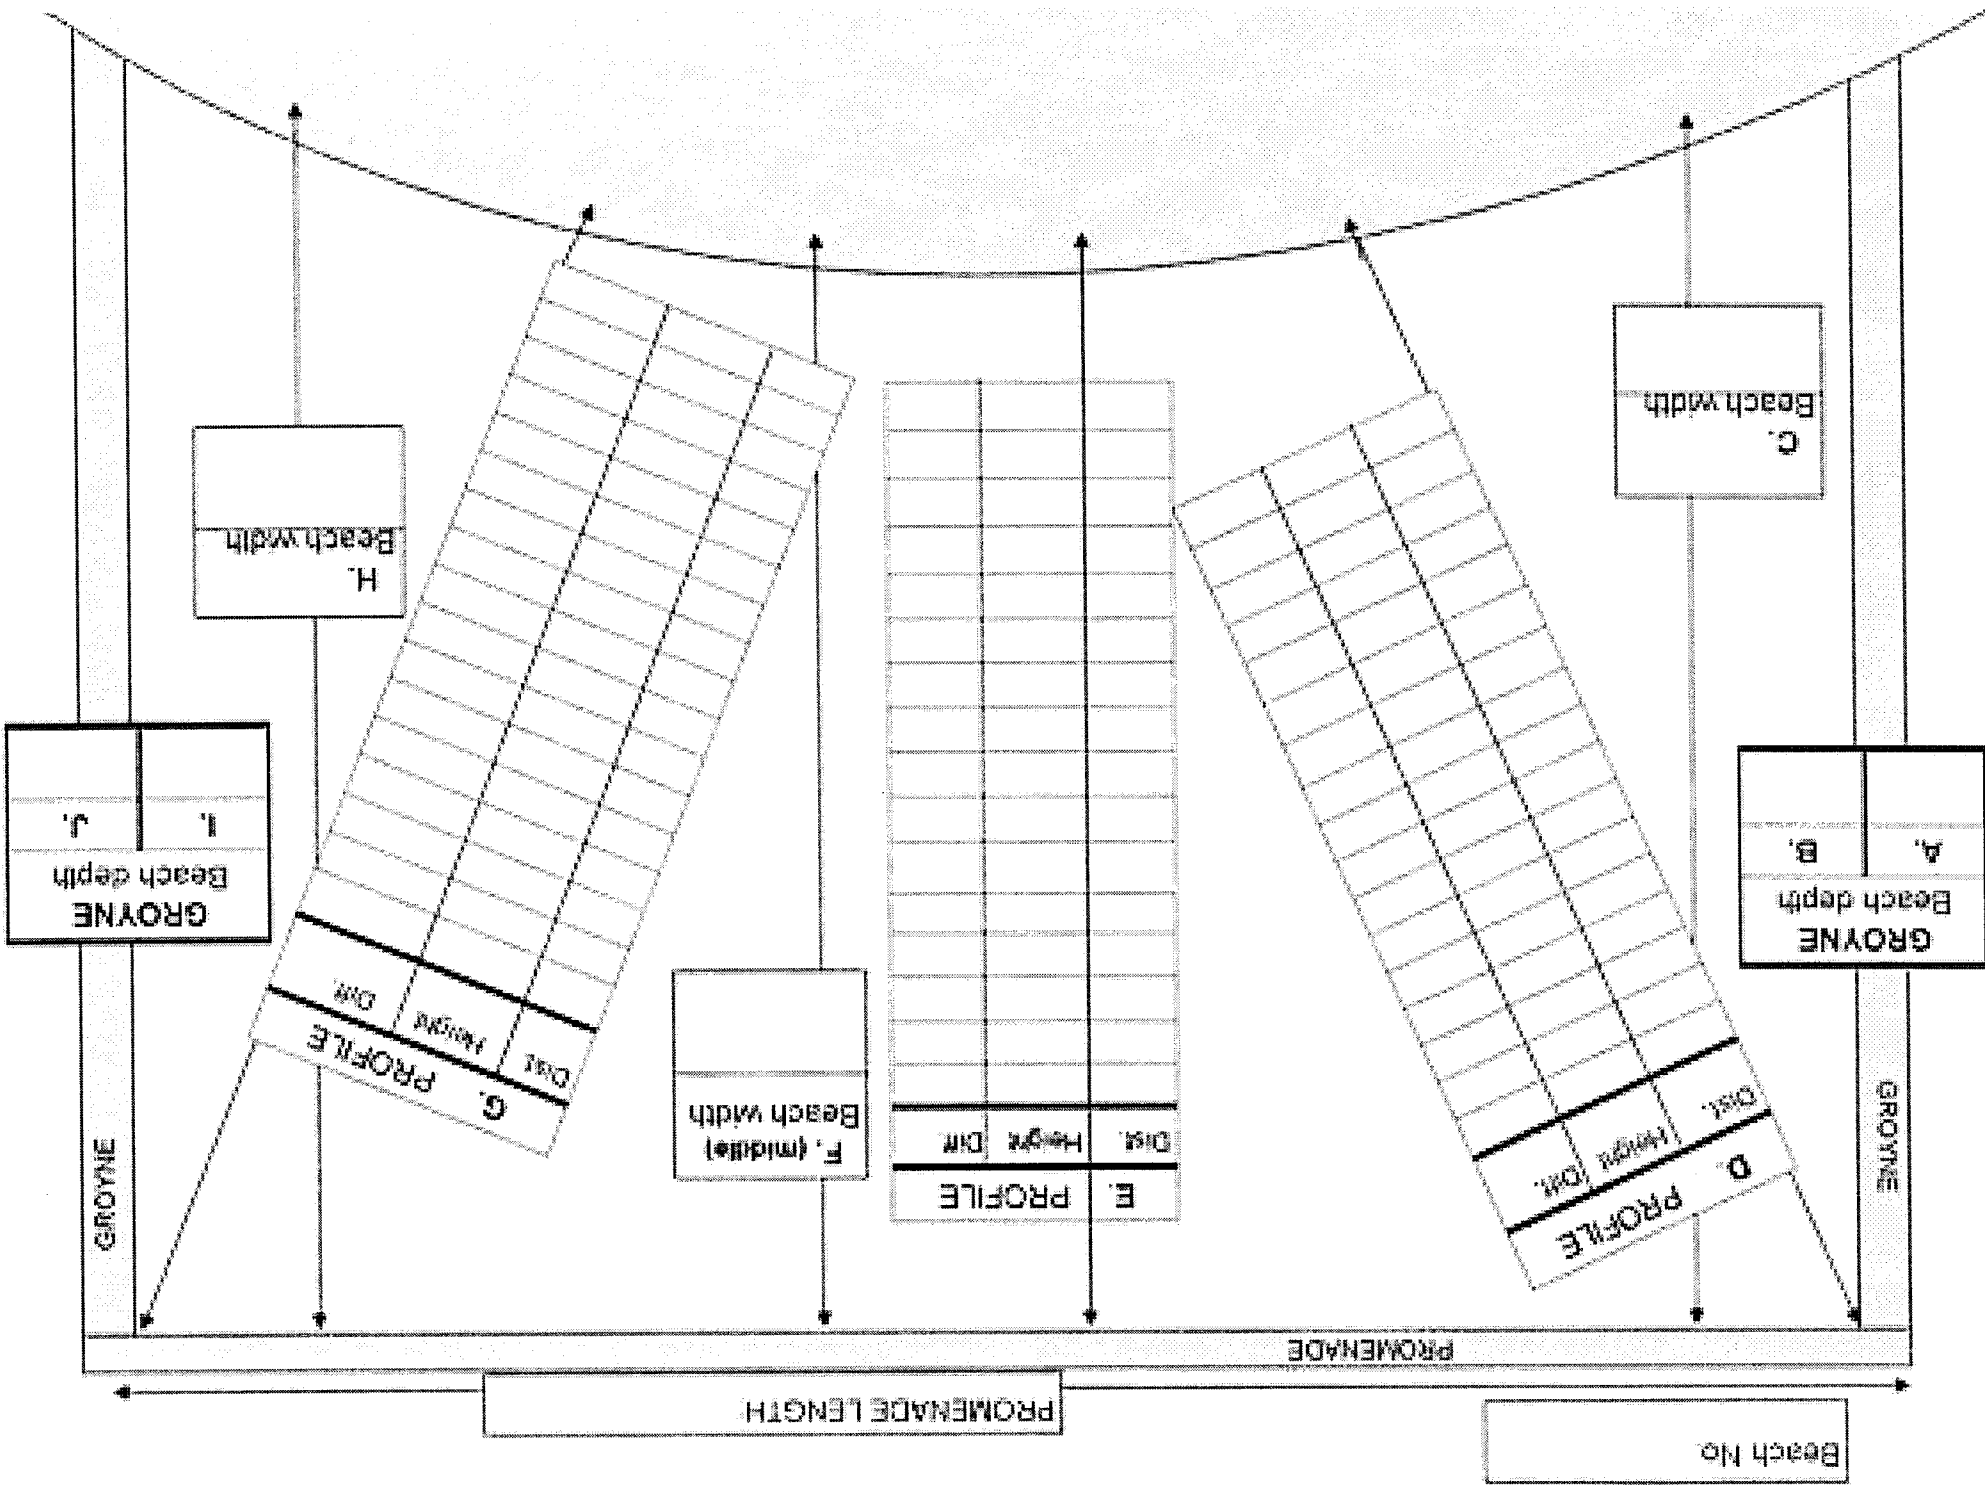 Beach No.
PROMENADE LENGTH
PROMENADE
GROYNE
GROYNE
Beach depth
A.
B.
C.
Beach width
D.
PROFILE
Dist.
Height
Diff.
E.
PROFILE
Dist.
Height
Diff
F. (middle)
Beach width
G.
PROFILE
Dist
Height
Diff.
H.
Beach width
GROYNE
Beach depth
I.
J.
GROYNE